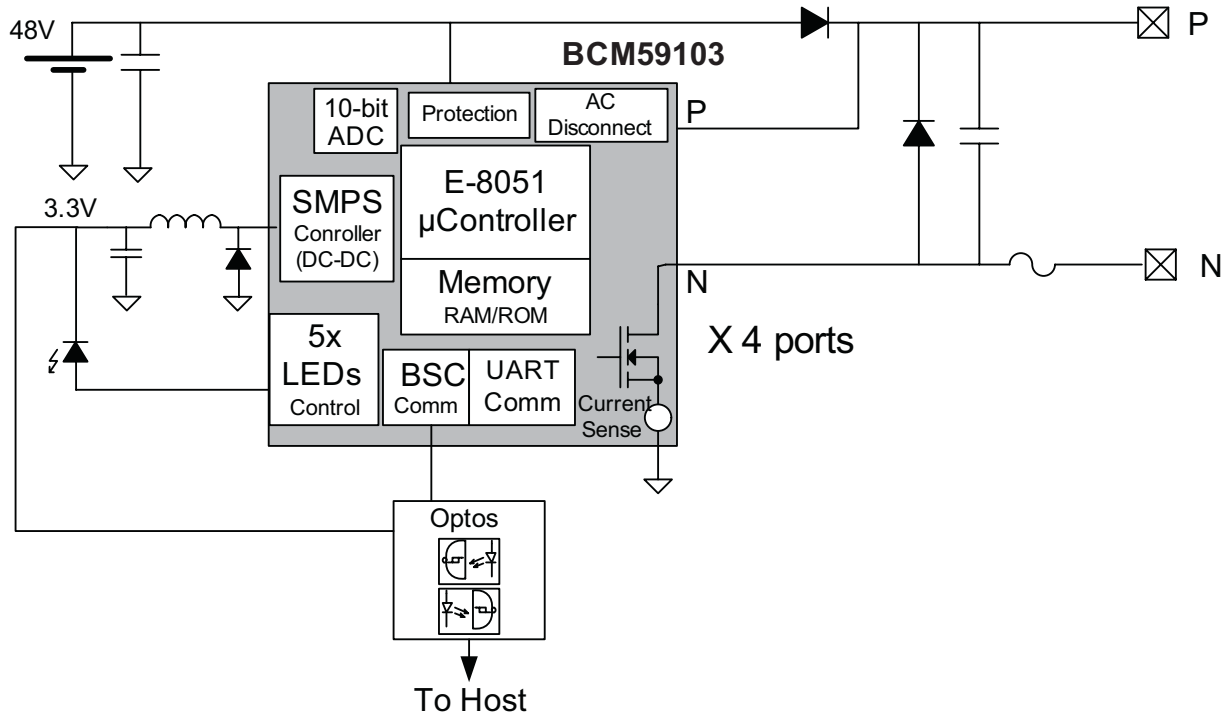 48V
BCM59103
P
10-bit
ADC
Protection
AC
Disconnect
P
E-8051
µController
3.3V
SMPS
Conroller
(DC-DC)
Memory
RAM/ROM
N
N
X 4 ports
5x
LEDs
Control
BSC
Comm
UART
Comm
Current
Sense
Optos
To Host